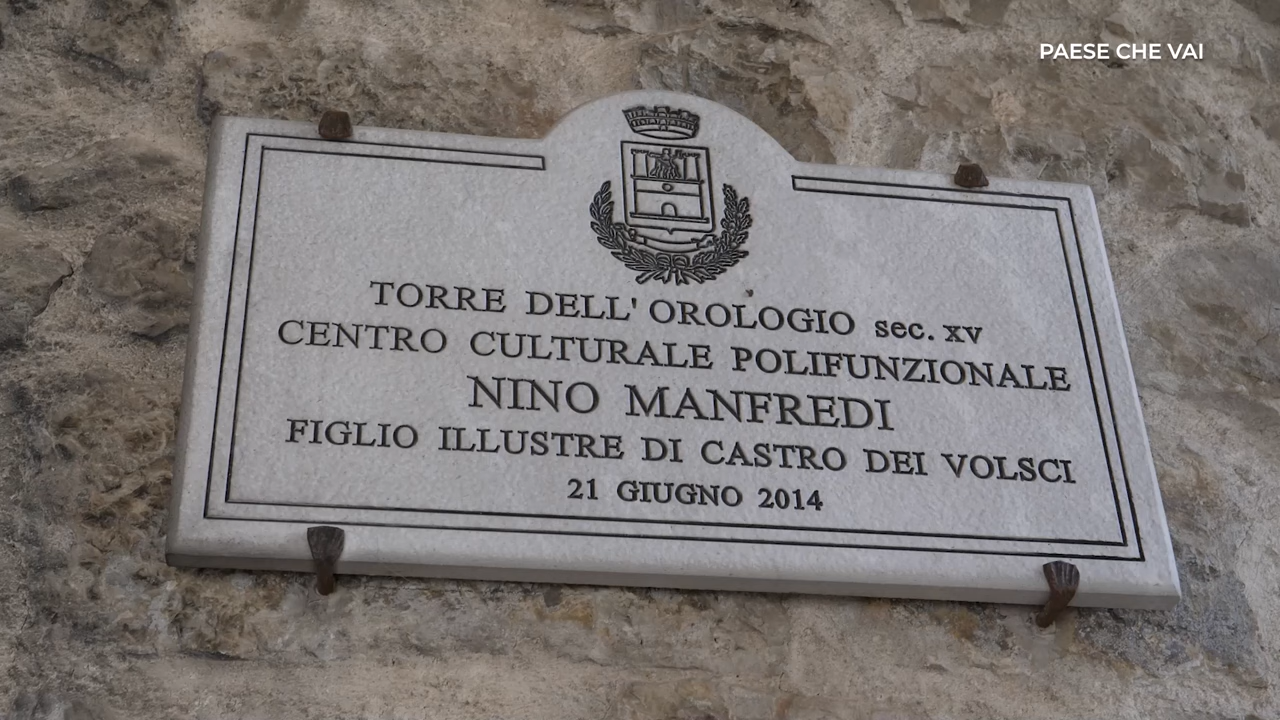 PAESE CHE VAI
TORRE DELL'OROLOGIO sec. xv
CENTRO CULTURALE POLIFUNZIONALE
NINO MANFREDI
FIGLIO ILLUSTRE DI CASTRO DEI VOLSCI
21 GIUGNO 2014